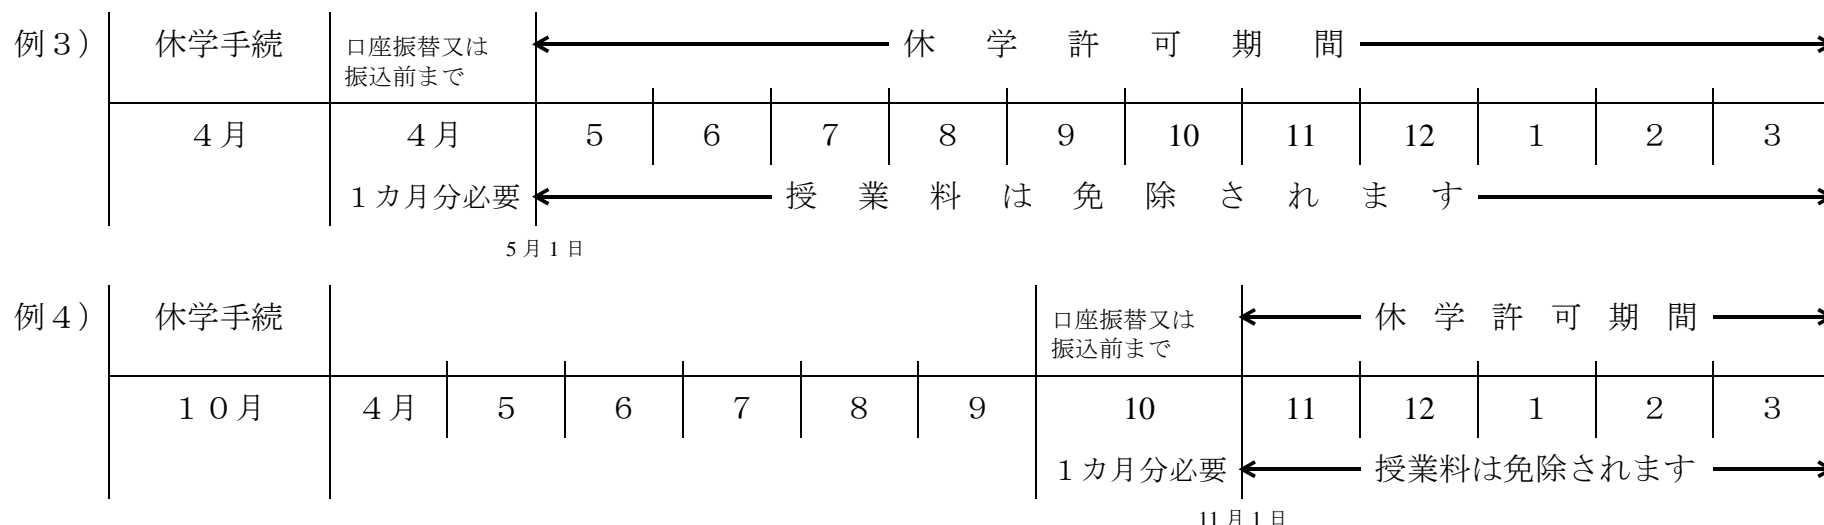 例３）
休学手続
口座振替又は
振込前まで
休学許可期間
４月 ４月 ５ ６ ７ ８ ９ 10 11 12 １ ２ ３
１カ月分必要 授業料は免除されます
５月１日
例４）
休学手続
口座振替又は
振込前まで
休学許可期間
１０月 ４月 ５ ６ ７ ８ ９ 10 11 12 １ ２ ３
１カ月分必要 授業料は免除されます
11月１日